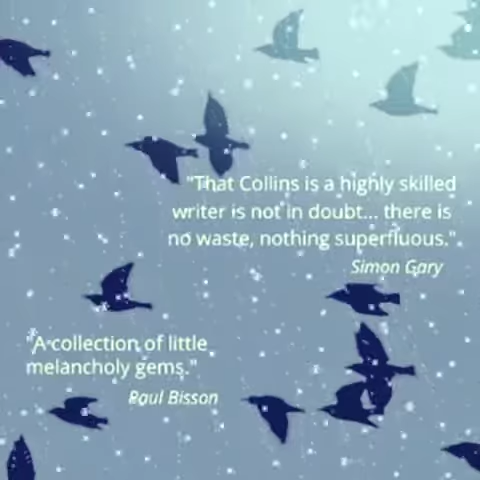 "That Collins is a highly skilled
writer is not in doubt... there is
no waste, nothing superfluous."
Simon Gary
"A collection of little
melancholy gems."
Paul Bisson